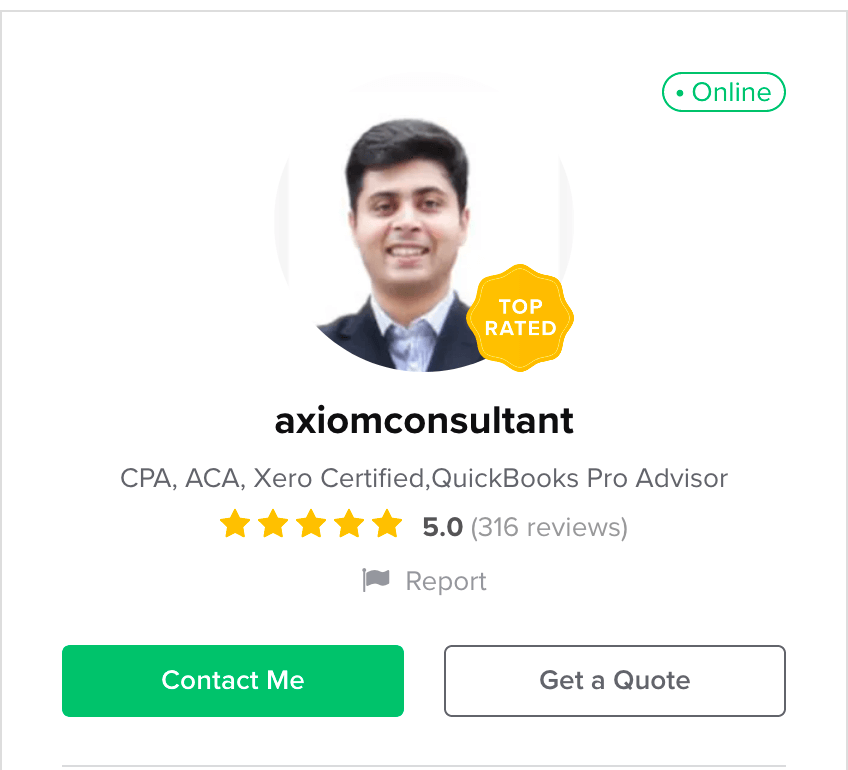 • Online
TOP
RATED
axiomconsultant
CPA, ACA, Xero Certified,QuickBooks Pro Advisor
5.0 (316 reviews)
Report
Contact Me
Get a Quote